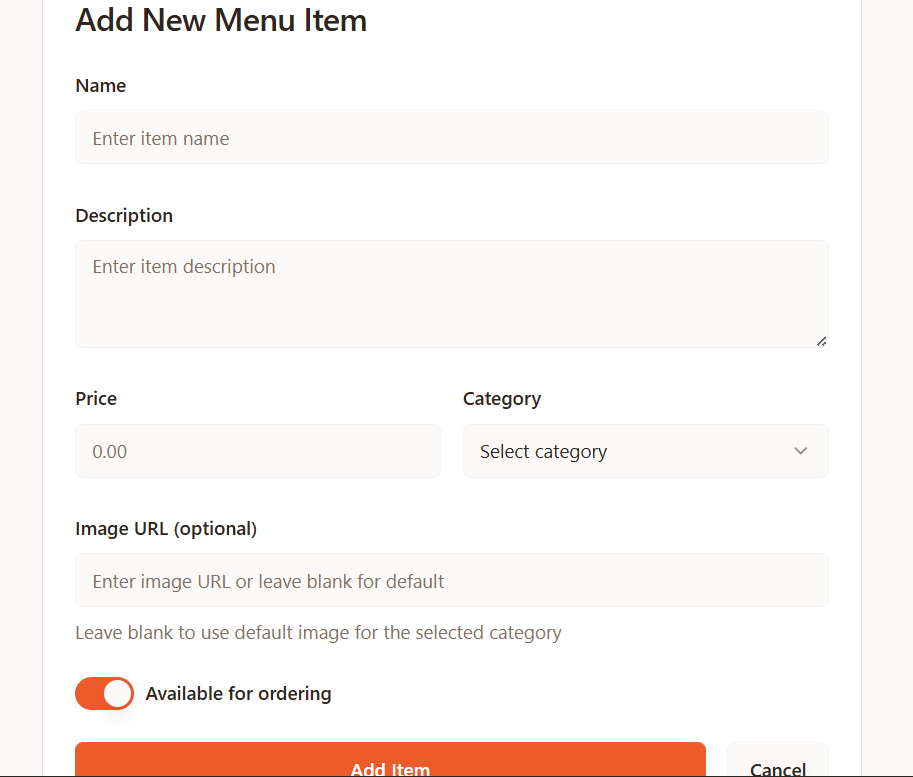 Add New Menu Item
Name
Enter item name
Description
Enter item description
Price
Category
0.00
Select category
Image URL (optional)
Enter image URL or leave blank for default
Leave blank to use default image for the selected category
Available for ordering
Add Item
Cancel